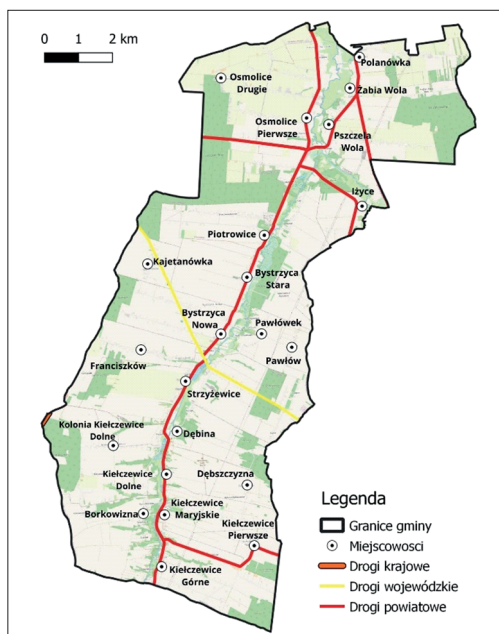 0 1 2 km
Polanówka
Osmolice
Drugie
Żabia Wola
Osmolice
Pierwsze
Pszczela
Wola
Iżyce
Piotrowice
Kajetanówka
Bystrzyca
Stara
Bystrzyca
Nowa
Pawłówek
Pawłów
Franciszków
Strzyżewice
Kolonia Kiełczewice
Dolne
Dębina
Kiełczewice
Dolne
Dębszczyzna
Borkowizna
Kiełczewice
Maryjskie
Kiełczewice
Pierwsze
Kiełczewice
Górne
Legenda
Granice gminy
Miejscowosci
Drogi krajowe
Drogi wojewódzkie
Drogi powiatowe